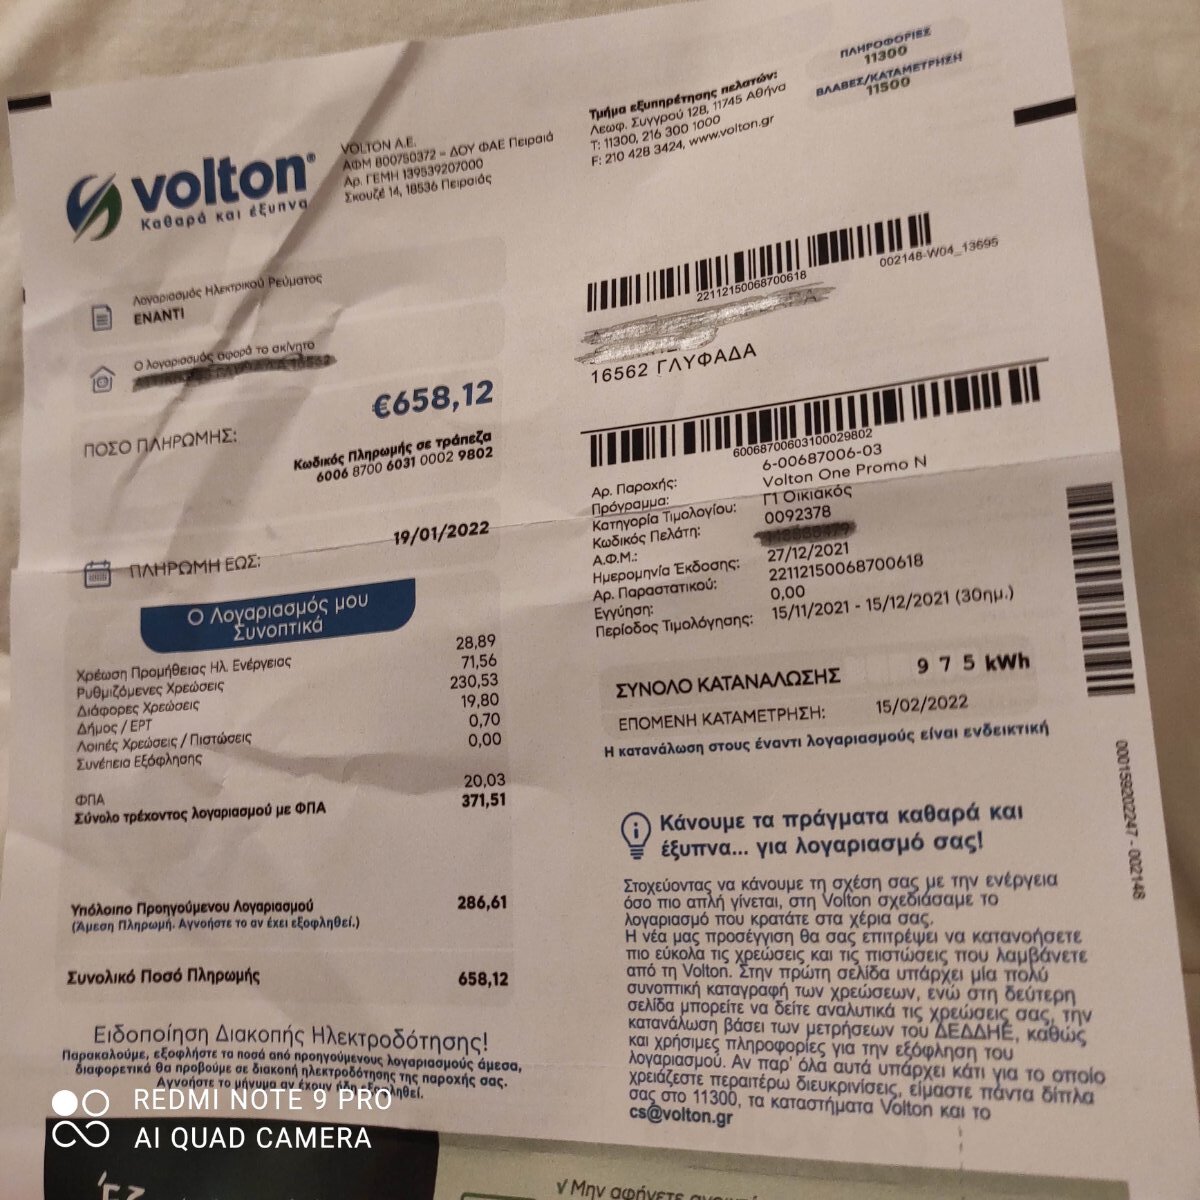 ΠΛΗΡΟΦΟΡΙΕΣ
11300
ΒΛΑΒΕΣ/ΚΑΤΑΜΕΤΡΗΣΗ
11500
volton®
Καθαρά και έξυπνα
VOLTON A.E.
ΑΦΜ 800750372 – ΔΟΥ ΦΑΕ Πειραιά
Αρ. ΓΕΜΗ 139539207000
Σκουζέ 14, 18536 Πειραιάς
Τμήμα εξυπηρέτησης πελατών:
Λεωφ. Συγγρού 128, 11745 Αθήνα
Τ: 11300, 216 300 1000
F: 210 428 3424, www.volton.gr
Λογαριασμός Ηλεκτρικού Ρεύματος
ΕΝΑΝΤΙ
Ο λογαριασμός αφορά το ακίνητο
ΠΟΣΟ ΠΛΗΡΩΜΗΣ:
€658,12
Κωδικός Πληρωμής σε τράπεζα
6006 8700 6031 0002 9802
ΠΛΗΡΩΜΗ ΕΩΣ:
19/01/2022
Ο Λογαριασμός μου
Συνοπτικά
Χρέωση Προμήθειας Ηλ. Ενέργειας 28,89
Ρυθμιζόμενες Χρεώσεις 71,56
Διάφορες Χρεώσεις 230,53
Δήμος / ΕΡΤ 19,80
Λοιπές Χρεώσεις / Πιστώσεις 0,70
Συνέπεια Εξόφλησης 0,00
ΦΠΑ 20,03
Σύνολο τρέχοντος λογαριασμού με ΦΠΑ 371,51
Υπόλοιπο Προηγούμενου Λογαριασμού 286,61
(Άμεση Πληρωμή. Αγνοήστε το αν έχει εξοφληθεί.)
Συνολικό Ποσό Πληρωμής 658,12
Ειδοποίηση Διακοπής Ηλεκτροδότησης!
Παρακαλούμε, εξοφλήστε τα ποσά από προηγούμενους λογαριασμούς άμεσα,
διαφορετικά θα προβούμε σε διακοπή ηλεκτροδότησης της παροχής σας.
Αγνοήστε το μήνυμα αν έχουν ήδη εξοφληθεί.
002148-W04_13695
22112150068700618
16562 ΓΛΥΦΑΔΑ
60068700603100029802
Αρ. Παροχής: 6-00687006-03
Πρόγραμμα: Volton One Promo N
Κατηγορία Τιμολογίου: Γ1 Οικιακός
Κωδικός Πελάτη: 0092378
Α.Φ.Μ.:
Ημερομηνία Έκδοσης: 27/12/2021
Αρ. Παραστατικού: 22112150068700618
Εγγύηση: 0,00
Περίοδος Τιμολόγησης: 15/11/2021 - 15/12/2021 (30ημ.)
ΣΥΝΟΛΟ ΚΑΤΑΝΑΛΩΣΗΣ 9 7 5 kWh
ΕΠΟΜΕΝΗ ΚΑΤΑΜΕΤΡΗΣΗ: 15/02/2022
Η κατανάλωση στους έναντι λογαριασμούς είναι ενδεικτική
Κάνουμε τα πράγματα καθαρά και
έξυπνα... για λογαριασμό σας!
Στοχεύοντας να κάνουμε τη σχέση σας με την ενέργεια
όσο πιο απλή γίνεται, στη Volton σχεδιάσαμε το
λογαριασμό που κρατάτε στα χέρια σας.
Η νέα μας προσέγγιση θα σας επιτρέψει να κατανοήσετε
πιο εύκολα τις χρεώσεις και τις πιστώσεις που λαμβάνετε
από τη Volton. Στην πρώτη σελίδα υπάρχει μία πολύ
συνοπτική καταγραφή των χρεώσεων, ενώ στη δεύτερη
σελίδα μπορείτε να δείτε αναλυτικά τις χρεώσεις σας, την
κατανάλωση βάσει των μετρήσεων του ΔΕΔΔΗΕ, καθώς
και χρήσιμες πληροφορίες για την εξόφληση του
λογαριασμού. Αν παρ' όλα αυτά υπάρχει κάτι για το οποίο
χρειάζεστε περαιτέρω διευκρινίσεις, είμαστε πάντα δίπλα
σας στο 11300, τα καταστήματα Volton και το
cs@volton.gr
000159202247 - 002148
REDMI NOTE 9 PRO
AI QUAD CAMERA
√ Μην αφήνετε